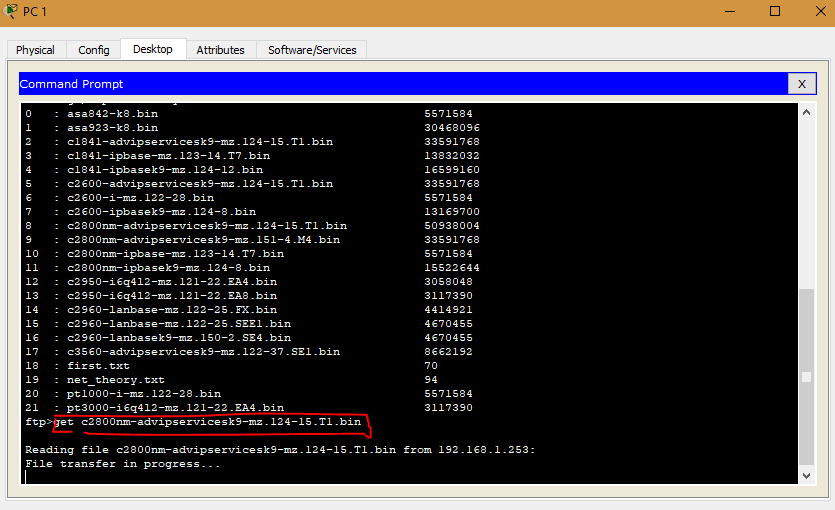 PC 1
Physical Config Desktop Attributes Software/Services
Command Prompt X
0 : asa842-k8.bin 5571584
1 : asa923-k8.bin 30468096
2 : c1841-advipservicesk9-mz.124-15.T1.bin 33591768
3 : c1841-ipbase-mz.123-14.T7.bin 13832032
4 : c1841-ipbasek9-mz.124-12.bin 16599160
5 : c2600-advipservicesk9-mz.124-15.T1.bin 33591768
6 : c2600-i-mz.122-28.bin 5571584
7 : c2600-ipbasek9-mz.124-8.bin 13169700
8 : c2800nm-advipservicesk9-mz.124-15.T1.bin 50938004
9 : c2800nm-advipservicesk9-mz.151-4.M4.bin 33591768
10 : c2800nm-ipbase-mz.123-14.T7.bin 5571584
11 : c2800nm-ipbasek9-mz.124-8.bin 15522644
12 : c2950-i6q4l2-mz.121-22.EA4.bin 3058048
13 : c2950-i6q4l2-mz.121-22.EA8.bin 3117390
14 : c2960-lanbase-mz.122-25.FX.bin 4414921
15 : c2960-lanbase-mz.122-25.SEE1.bin 4670455
16 : c2960-lanbasek9-mz.150-2.SE4.bin 4670455
17 : c3560-advipservicesk9-mz.122-37.SE1.bin 8662192
18 : first.txt 70
19 : net_theory.txt 94
20 : pt1000-i-mz.122-28.bin 5571584
21 : pt3000-i6q4l2-mz.121-22.EA4.bin 3117390
ftp>get c2800nm-advipservicesk9-mz.124-15.T1.bin
Reading file c2800nm-advipservicesk9-mz.124-15.T1.bin from 192.168.1.253:
File transfer in progress...